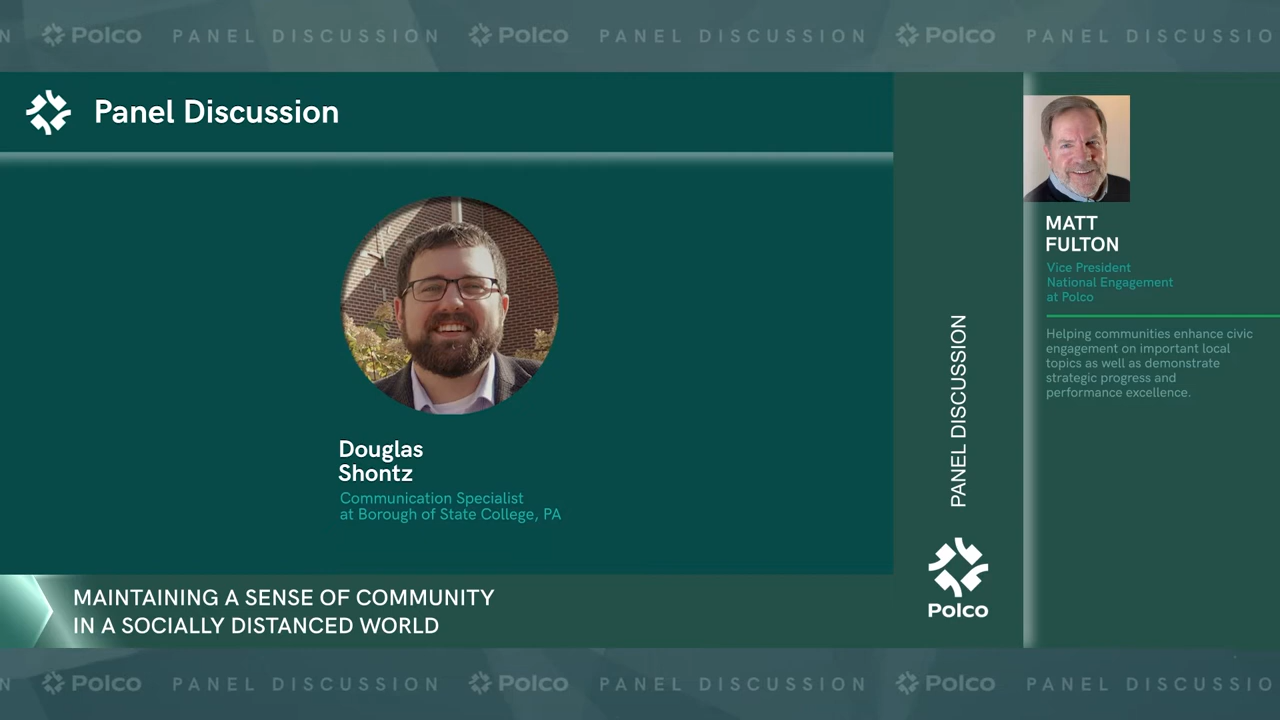 N Polco PANEL DISCUSSION Polco PANEL DISCUSSION Polco PANEL DISCUSSIO
Panel Discussion
Douglas
Shontz
Communication Specialist
at Borough of State College, PA
MAINTAINING A SENSE OF COMMUNITY
IN A SOCIALLY DISTANCED WORLD
PANEL DISCUSSION
Polco
MATT
FULTON
Vice President
National Engagement
at Polco
Helping communities enhance civic
engagement on important local
topics as well as demonstrate
strategic progress and
performance excellence.
N Polco PANEL DISCUSSION Polco PANEL DISCUSSION Polco PANEL DISCUSSIO